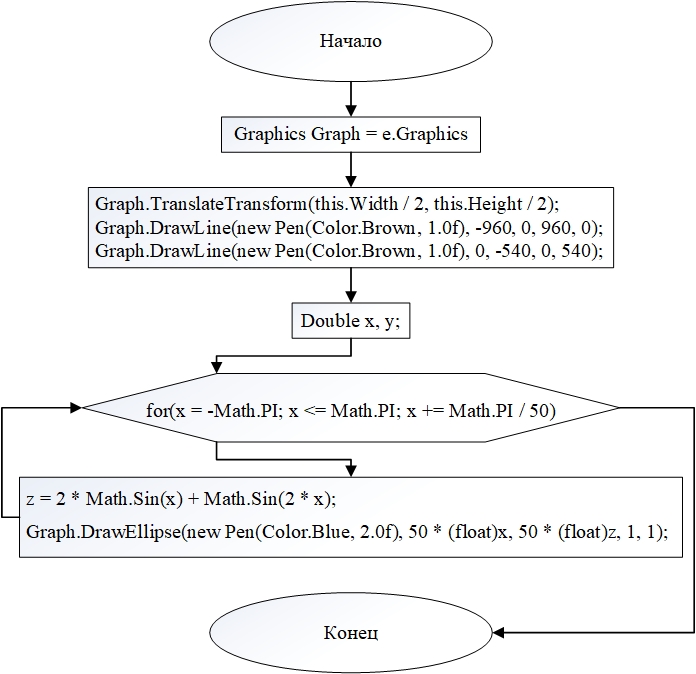 Начало
Graphics Graph = e.Graphics
Graph.TranslateTransform(this.Width / 2, this.Height / 2);
Graph.DrawLine(new Pen(Color.Brown, 1.0f), -960, 0, 960, 0);
Graph.DrawLine(new Pen(Color.Brown, 1.0f), 0, -540, 0, 540);
Double x, y;
for(x = -Math.PI; x <= Math.PI; x += Math.PI / 50)
z = 2 * Math.Sin(x) + Math.Sin(2 * x);
Graph.DrawEllipse(new Pen(Color.Blue, 2.0f), 50 * (float)x, 50 * (float)z, 1, 1);
Конец